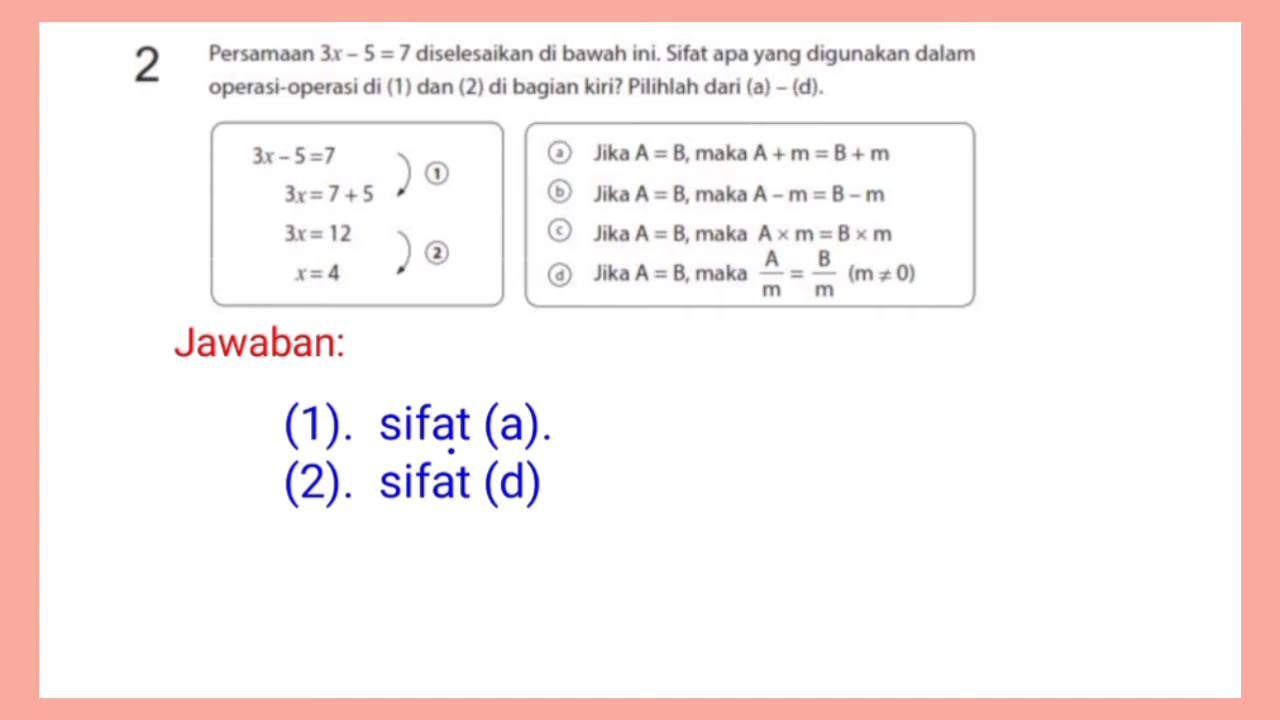 2
Persamaan 3x – 5 = 7 diselesaikan di bawah ini. Sifat apa yang digunakan dalam
operasi-operasi di (1) dan (2) di bagian kiri? Pilihlah dari (a) – (d).
3x – 5 =7
3x = 7 + 5
①
3x = 12
x = 4
②
ⓐ Jika A = B, maka A + m = B + m
ⓑ Jika A = B, maka A – m = B – m
ⓒ Jika A = B, maka A × m = B × m
ⓓ Jika A = B, maka A/m = B/m (m ≠ 0)
Jawaban:
(1). sifat (a).
(2). sifat (d)